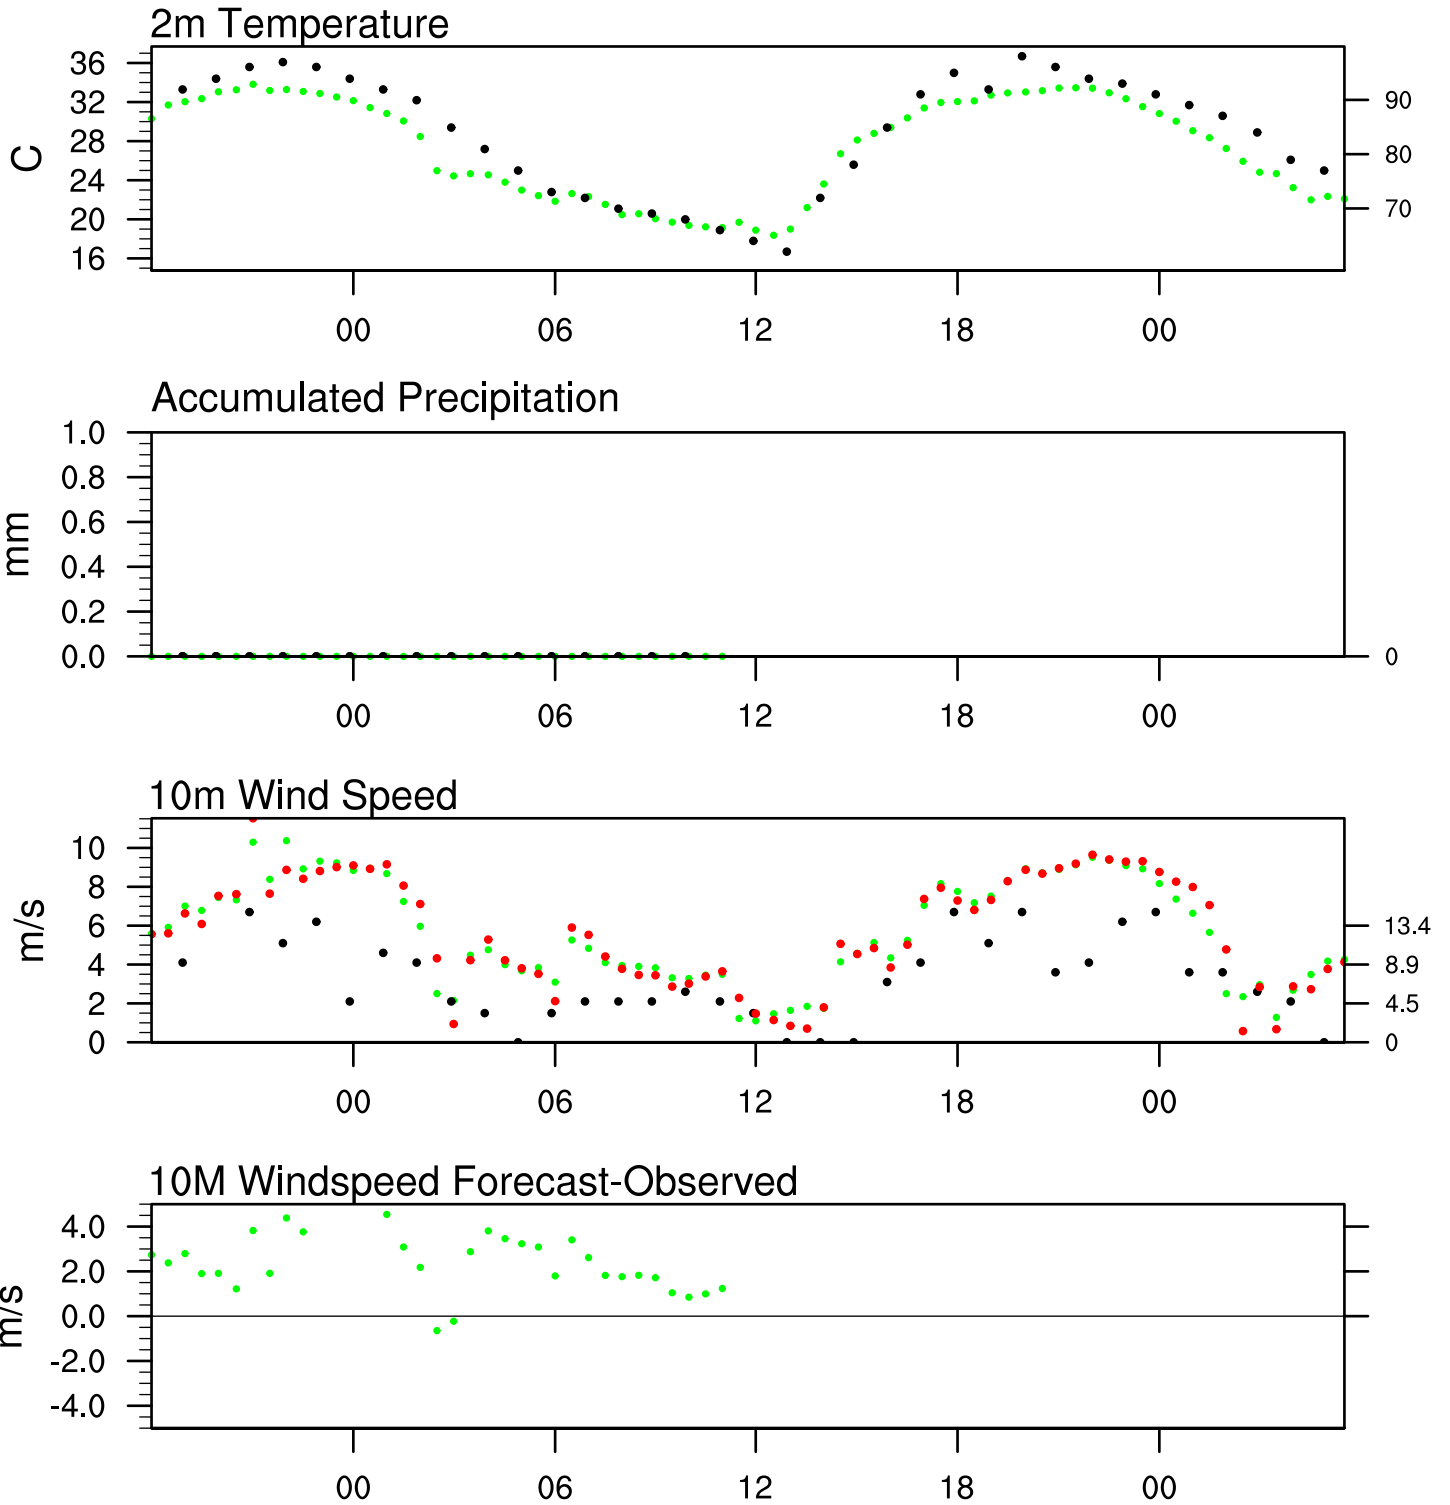 2m Temperature
36
32
28
24
20
16
C
90
80
70
00 06 12 18 00
Accumulated Precipitation
1.0
0.8
0.6
0.4
0.2
0.0
mm
0
00 06 12 18 00
10m Wind Speed
10
8
6
4
2
0
m/s
13.4
8.9
4.5
0
00 06 12 18 00
10M Windspeed Forecast-Observed
4.0
2.0
0.0
-2.0
-4.0
m/s
00 06 12 18 00